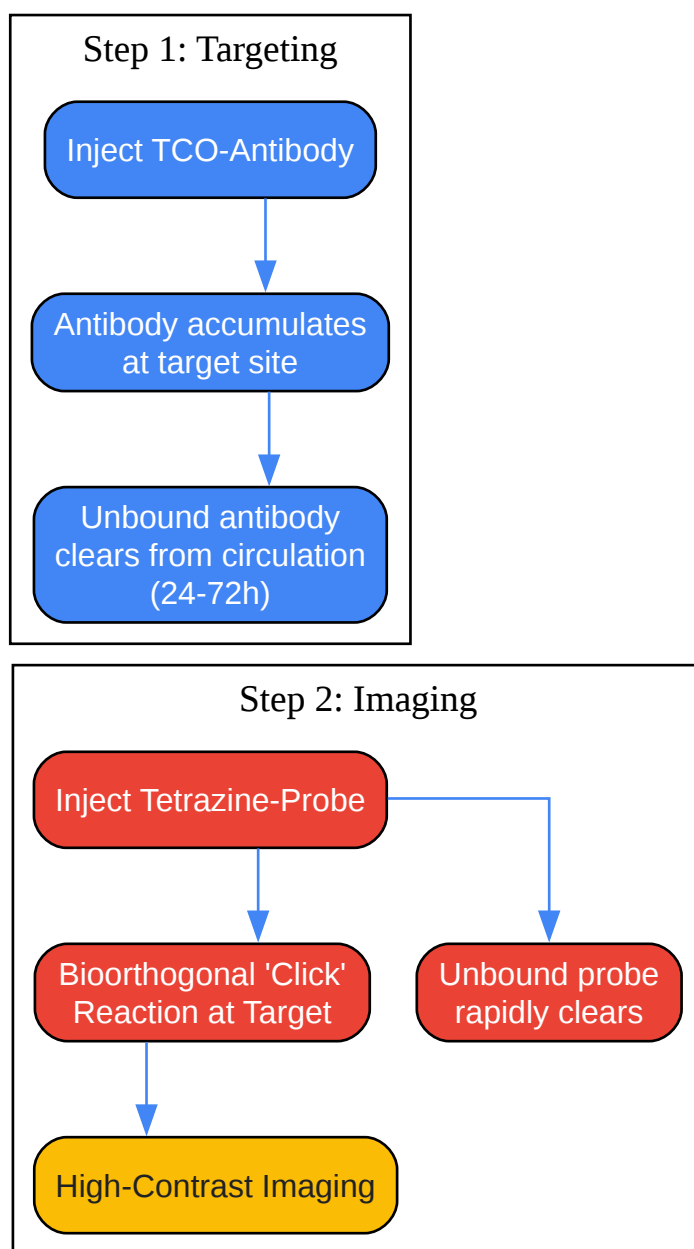 Step 1: Targeting
Inject TCO-Antibody
Antibody accumulates
at target site
Unbound antibody
clears from circulation
(24-72h)
Step 2: Imaging
Inject Tetrazine-Probe
Bioorthogonal 'Click'
Reaction at Target
Unbound probe
rapidly clears
High-Contrast Imaging